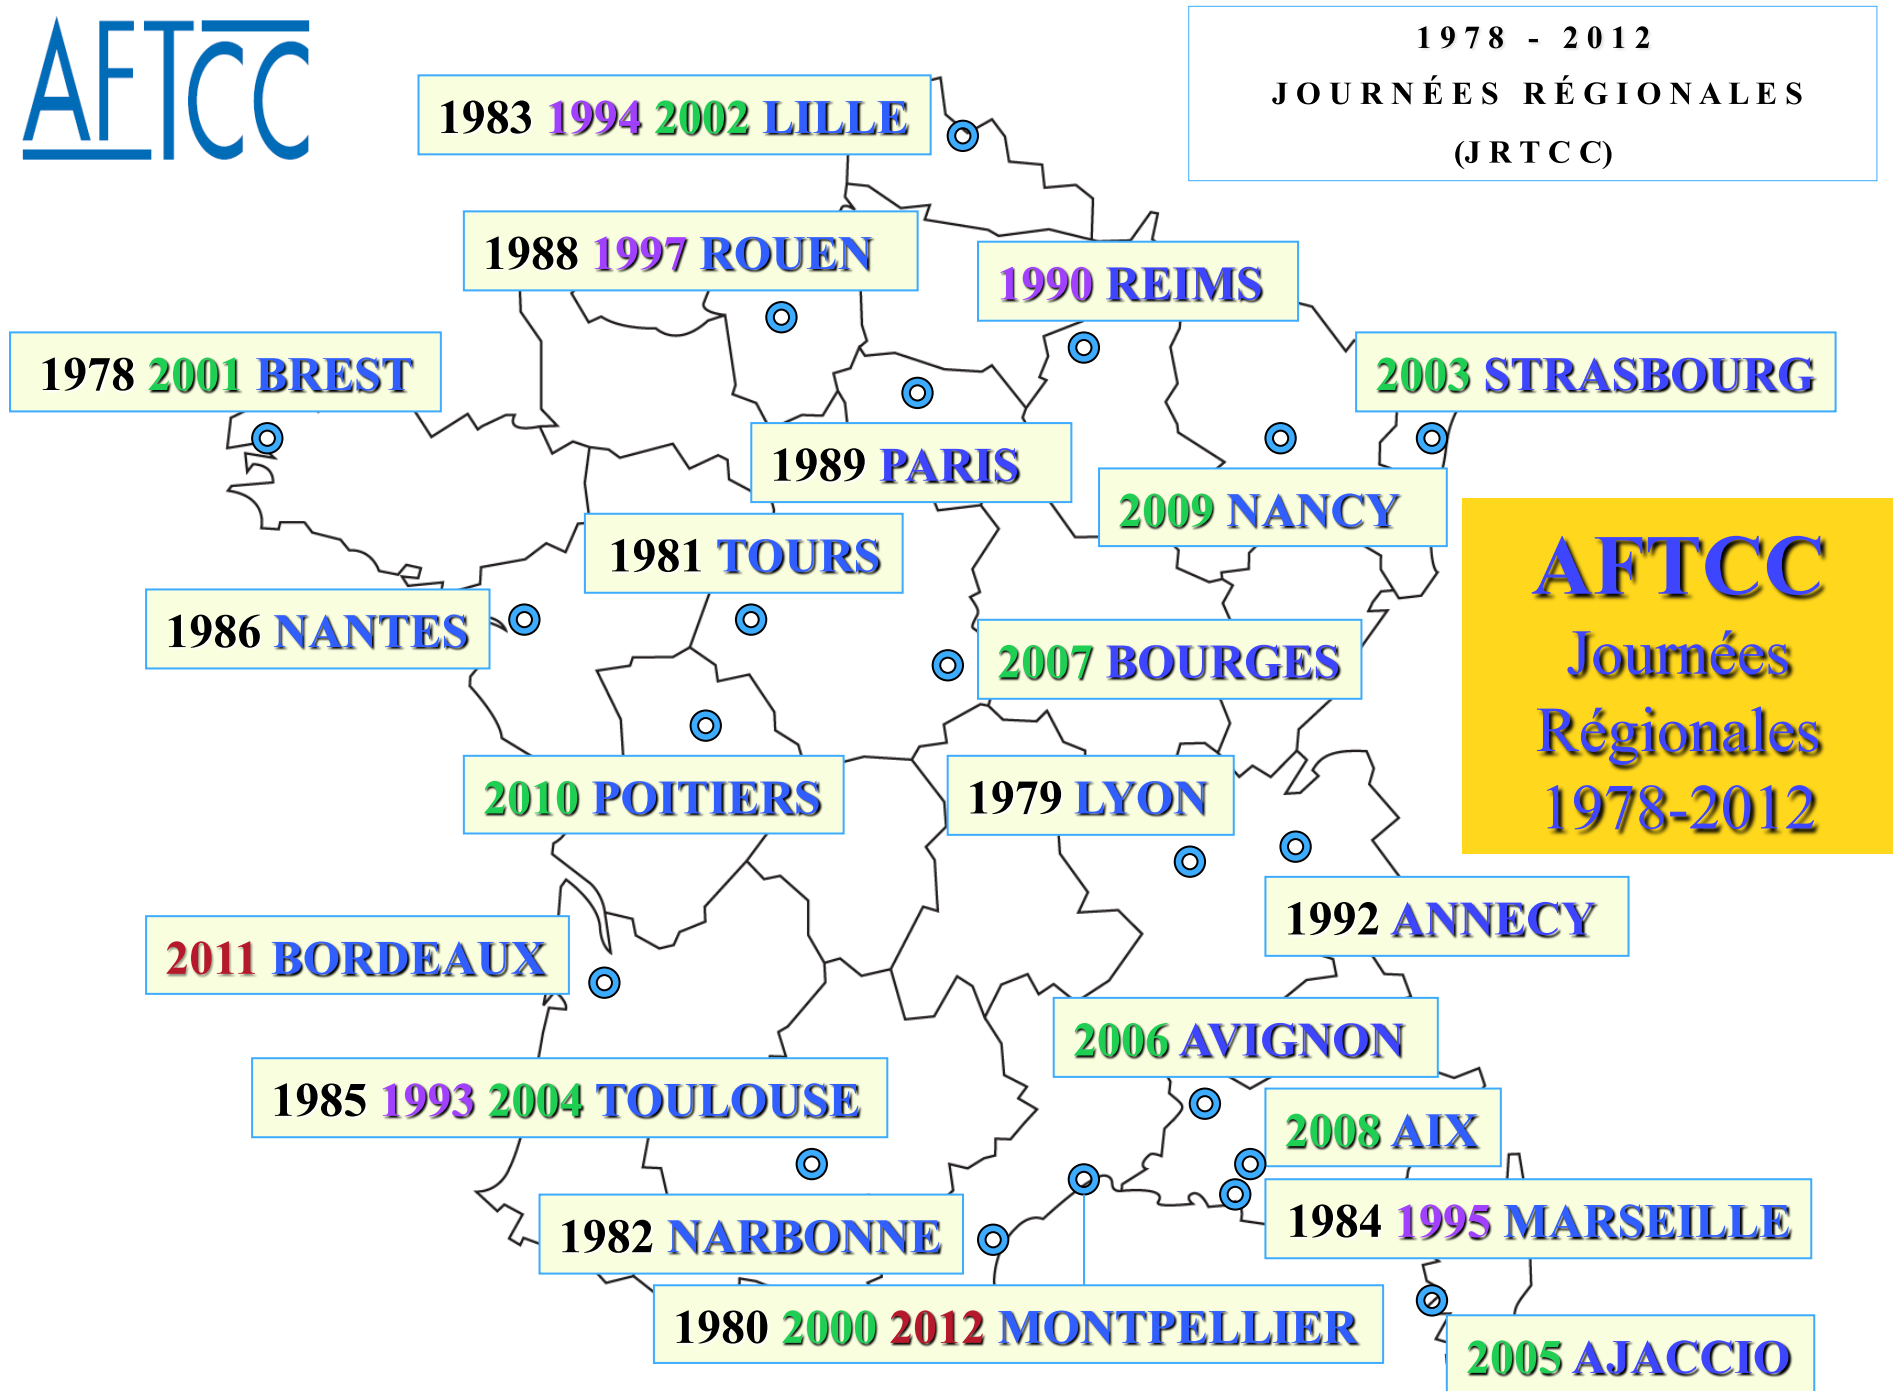 AFTCC
1978 - 2012
JOURNÉES RÉGIONALES
(JRTCC)
1983 1994 2002 LILLE
1988 1997 ROUEN
1990 REIMS
1978 2001 BREST
2003 STRASBOURG
1989 PARIS
2009 NANCY
1981 TOURS
AFTCC
Journées
Régionales
1978-2012
1986 NANTES
2007 BOURGES
2010 POITIERS
1979 LYON
1992 ANNECY
2011 BORDEAUX
2006 AVIGNON
1985 1993 2004 TOULOUSE
2008 AIX
1982 NARBONNE
1984 1995 MARSEILLE
1980 2000 2012 MONTPELLIER
2005 AJACCIO